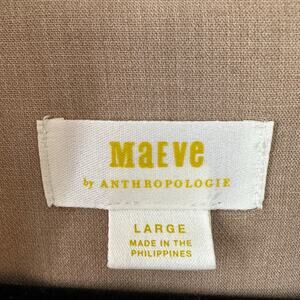 MaEVe
by ANTHROPOLOGIE
LARGE
MADE IN THE
PHILIPPINES